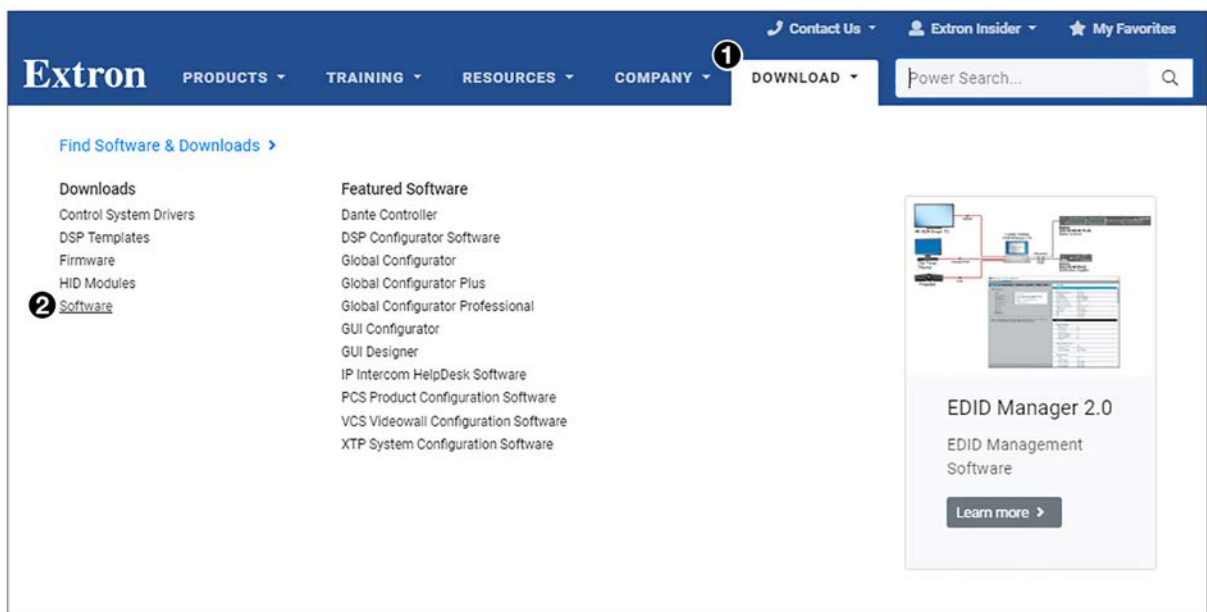 Contact Us
Extron Insider
My Favorites
1
Extron
PRODUCTS
TRAINING
RESOURCES
COMPANY
DOWNLOAD
Power Search...
Find Software & Downloads >
Downloads
Control System Drivers
DSP Templates
Firmware
HID Modules
2 Software
Featured Software
Dante Controller
DSP Configurator Software
Global Configurator
Global Configurator Plus
Global Configurator Professional
GUI Configurator
GUI Designer
IP Intercom HelpDesk Software
PCS Product Configuration Software
VCS Videowall Configuration Software
XTP System Configuration Software
EDID Manager 2.0
EDID Management
Software
Learn more >